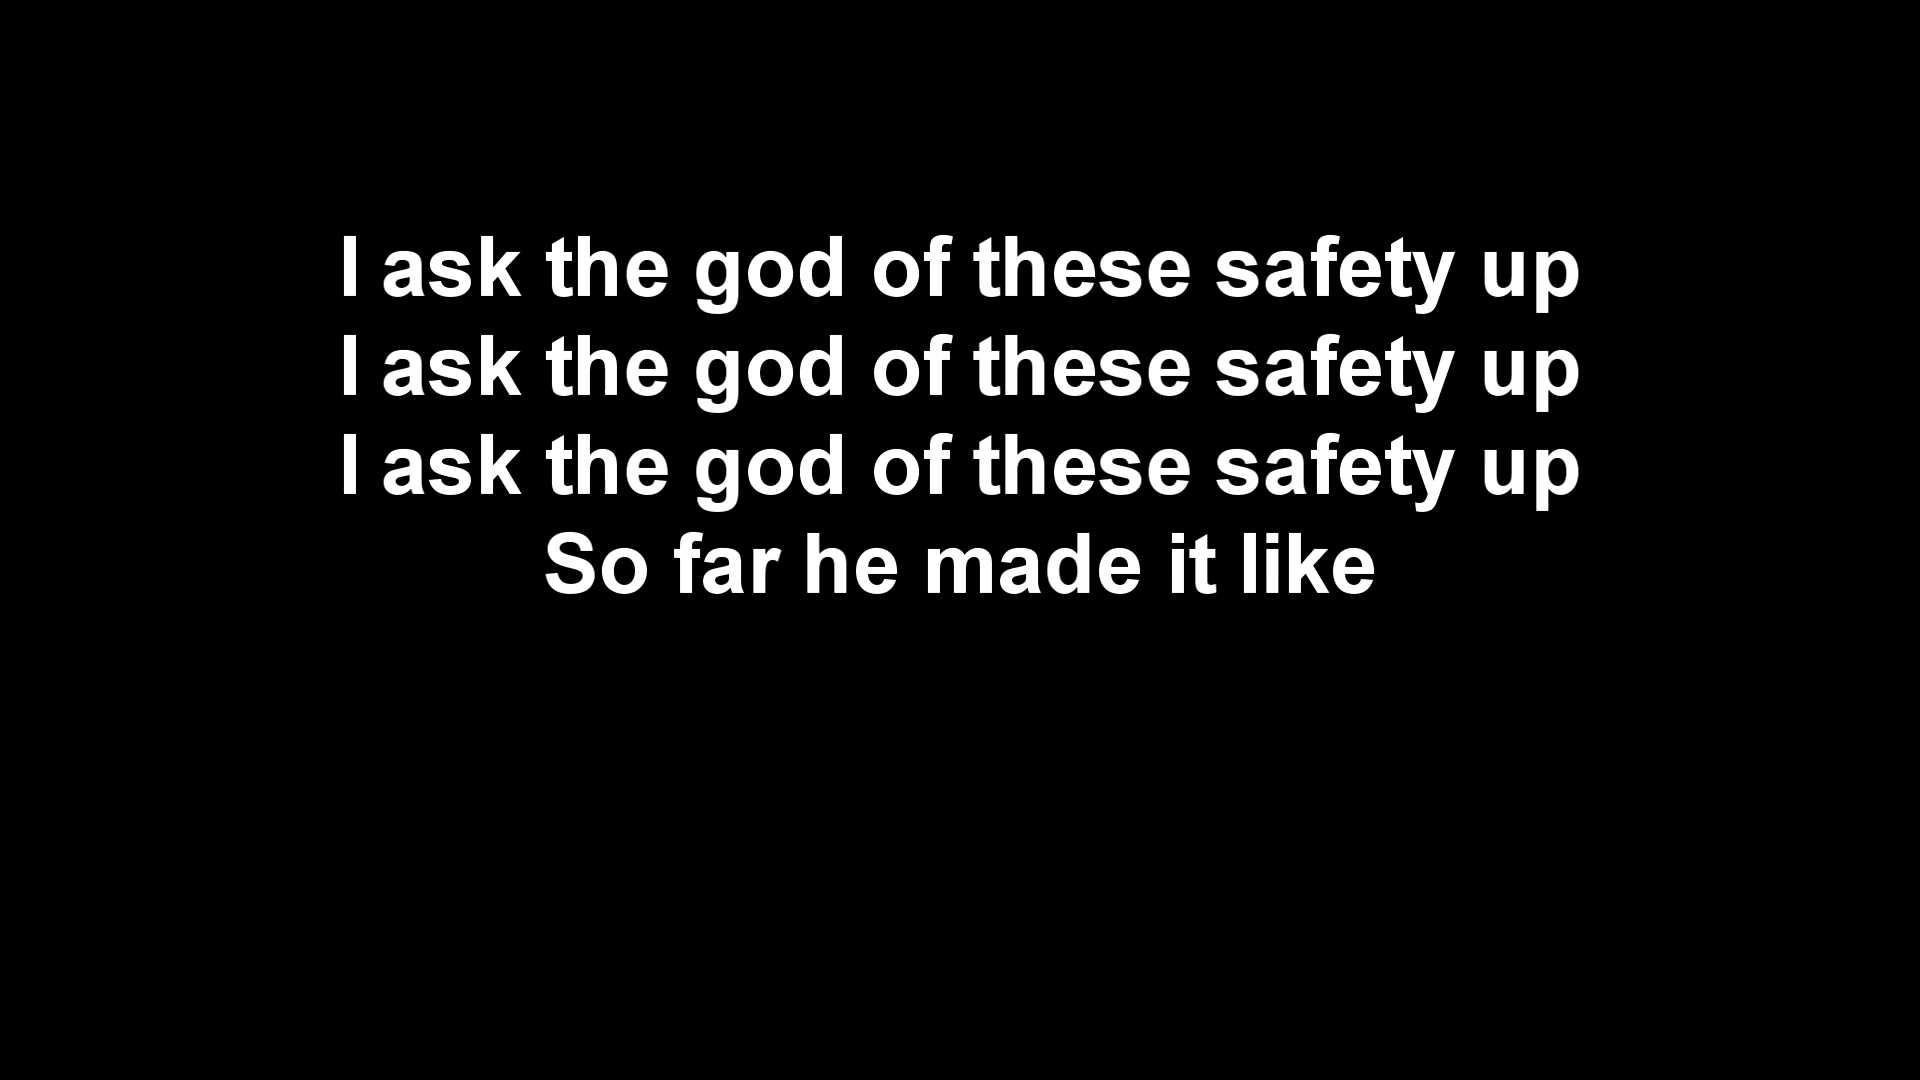 I ask the god of these safety up
I ask the god of these safety up
I ask the god of these safety up
So far he made it like